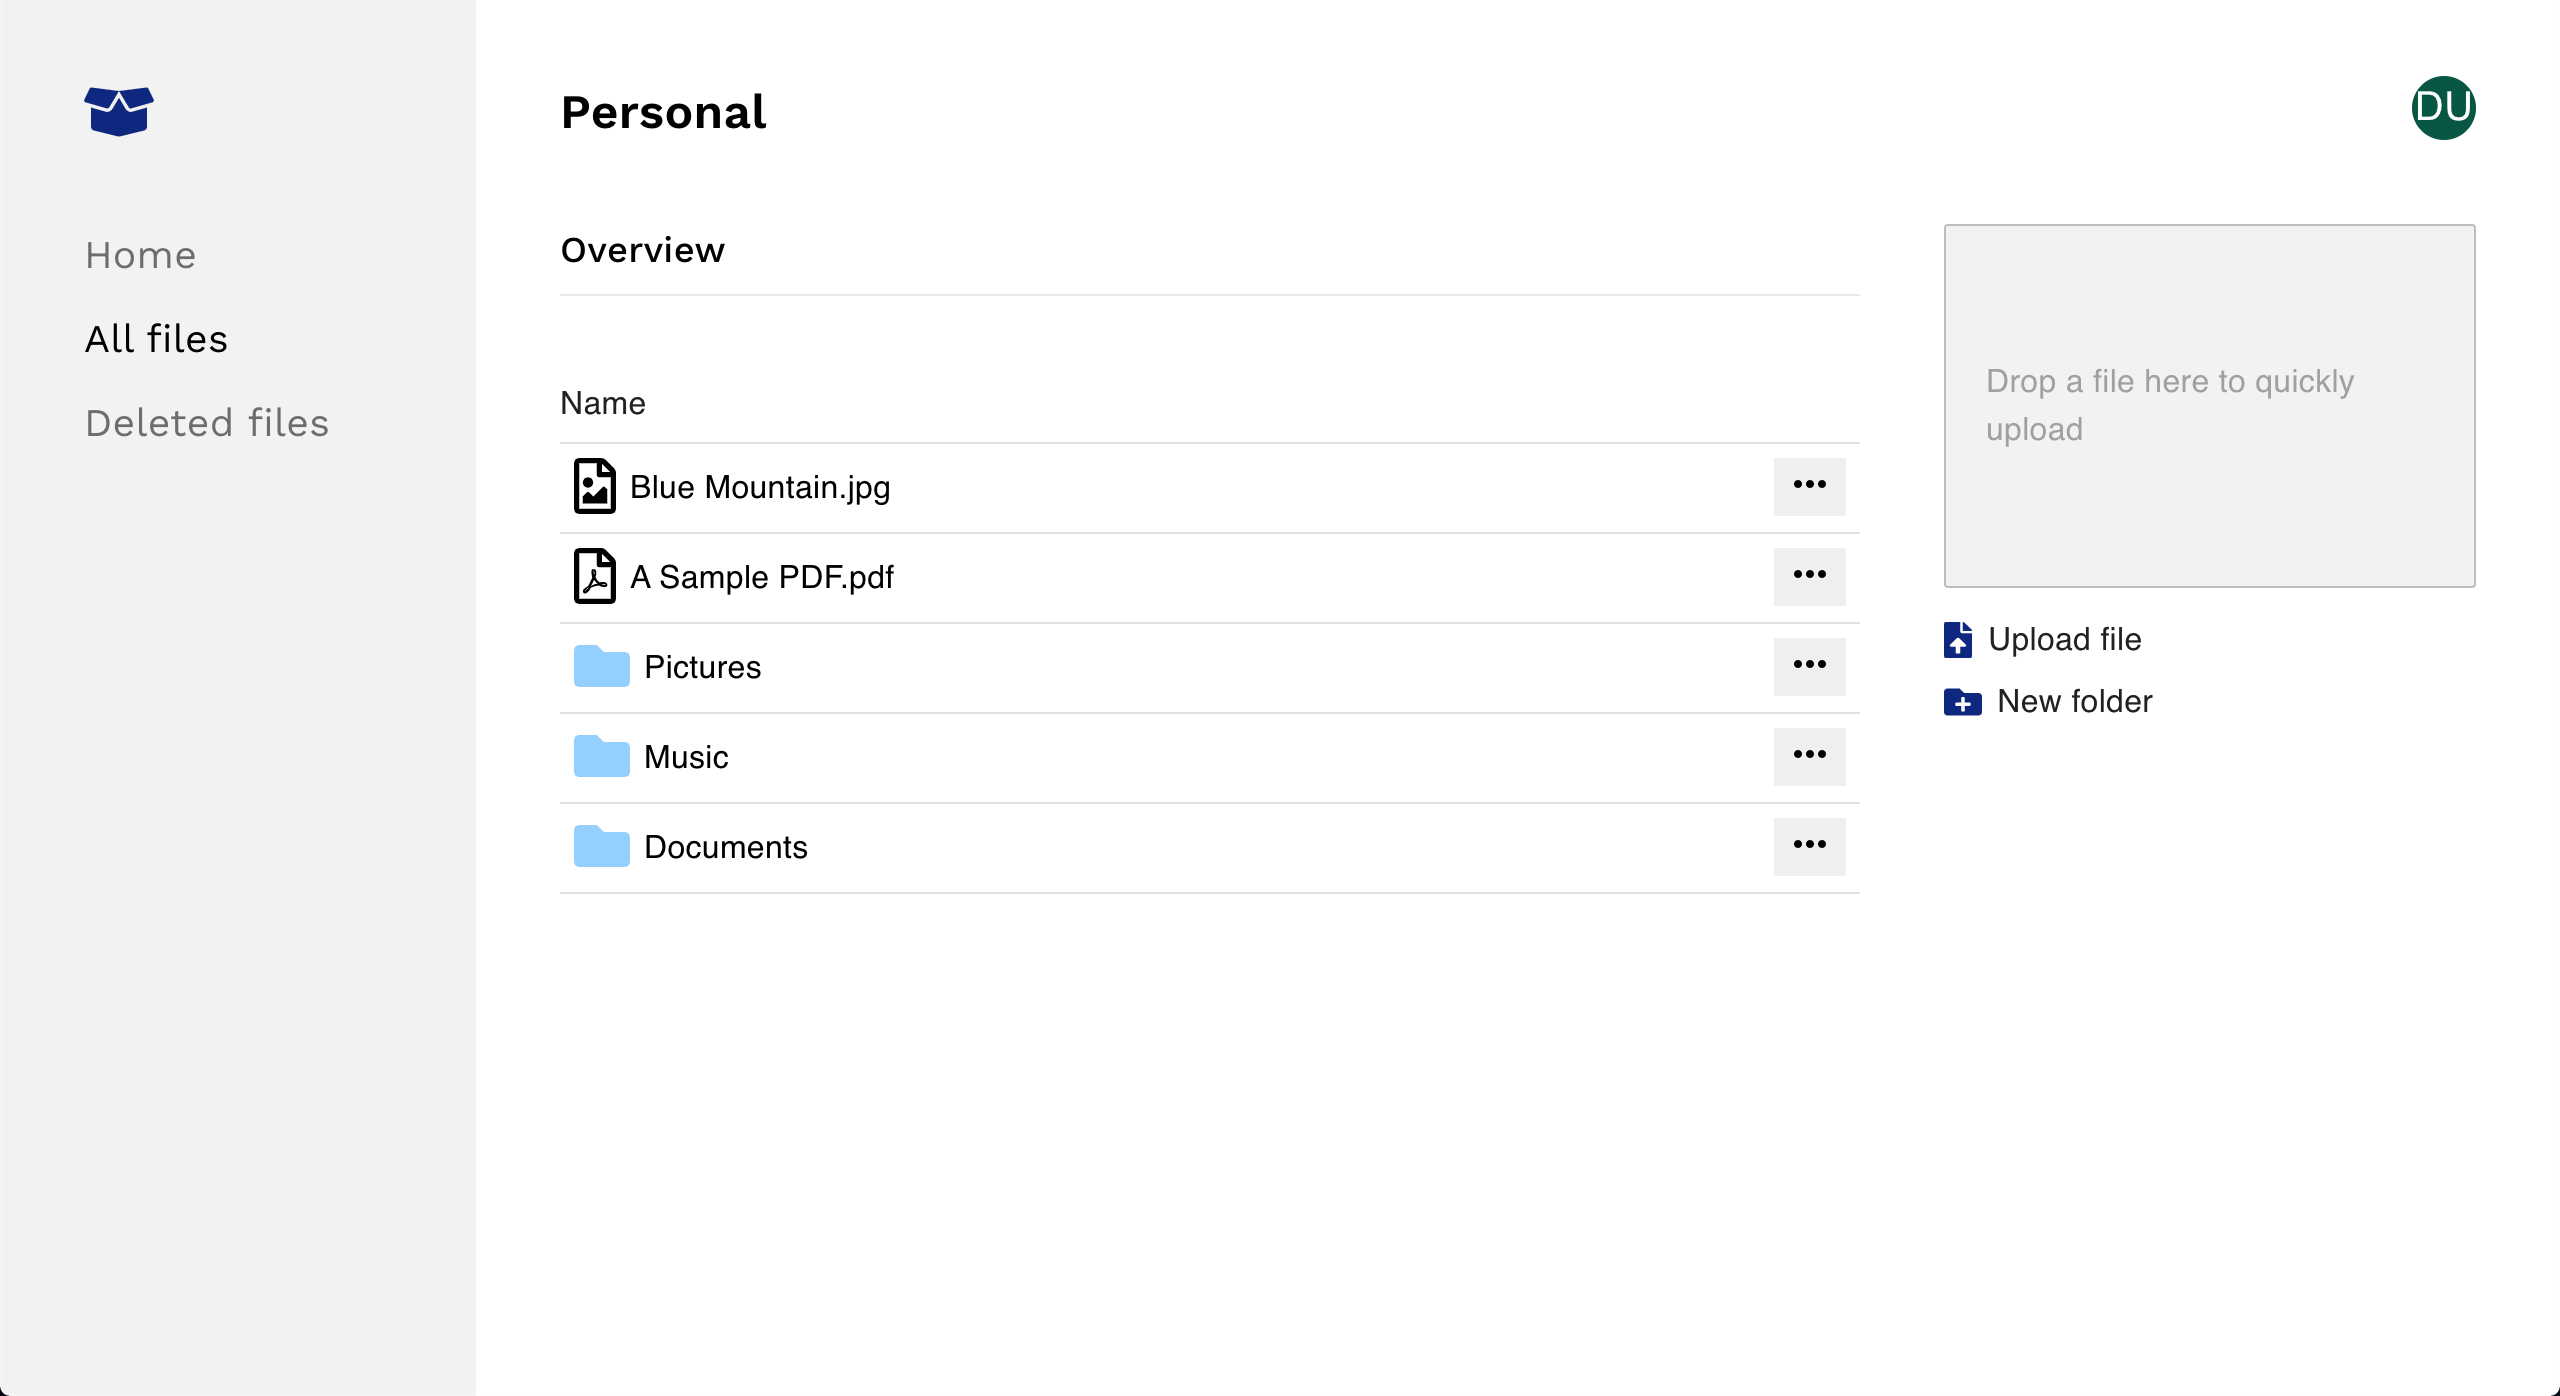 Personal
DU
Home
All files
Deleted files
Overview
Name
Blue Mountain.jpg
A Sample PDF.pdf
Pictures
Music
Documents
Drop a file here to quickly
upload
Upload file
New folder